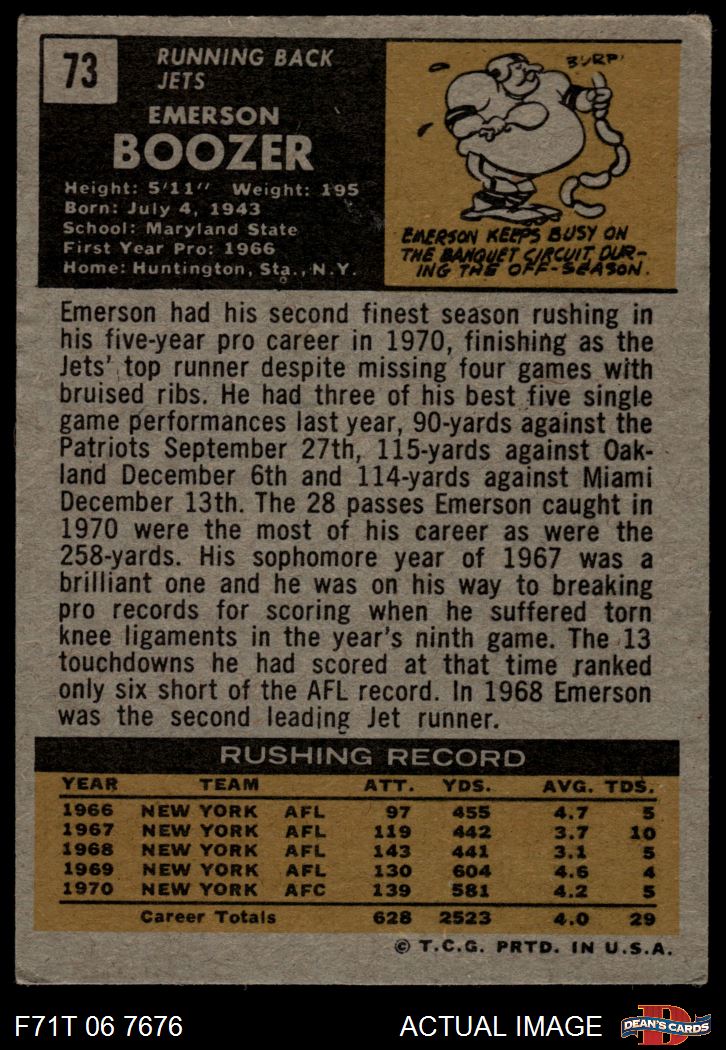 73
RUNNING BACK
JETS
EMERSON
BOOZER
Height: 5'11" Weight: 195
Born: July 4, 1943
School: Maryland State
First Year Pro: 1966
Home: Huntington, Sta., N.Y.
BURP!
EMERSON KEEPS BUSY ON
THE BANQUET CIRCUIT DUR-
ING THE OFF-SEASON.
Emerson had his second finest season rushing in
his five-year pro career in 1970, finishing as the
Jets' top runner despite missing four games with
bruised ribs. He had three of his best five single
game performances last year, 90-yards against the
Patriots September 27th, 115-yards against Oak-
land December 6th and 114-yards against Miami
December 13th. The 28 passes Emerson caught in
1970 were the most of his career as were the
258-yards. His sophomore year of 1967 was a
brilliant one and he was on his way to breaking
pro records for scoring when he suffered torn
knee ligaments in the year's ninth game. The 13
touchdowns he had scored at that time ranked
only six short of the AFL record. In 1968 Emerson
was the second leading Jet runner.
RUSHING RECORD
YEAR TEAM ATT. YDS. AVG. TDS.
1966 NEW YORK AFL 97 455 4.7 5
1967 NEW YORK AFL 119 442 3.7 10
1968 NEW YORK AFL 143 441 3.1 5
1969 NEW YORK AFL 130 604 4.6 4
1970 NEW YORK AFC 139 581 4.2 5
Career Totals 628 2523 4.0 29
© T.C.G. PRTD. IN U.S.A.
F71T 06 7676 ACTUAL IMAGE D DEAN'S CARDS